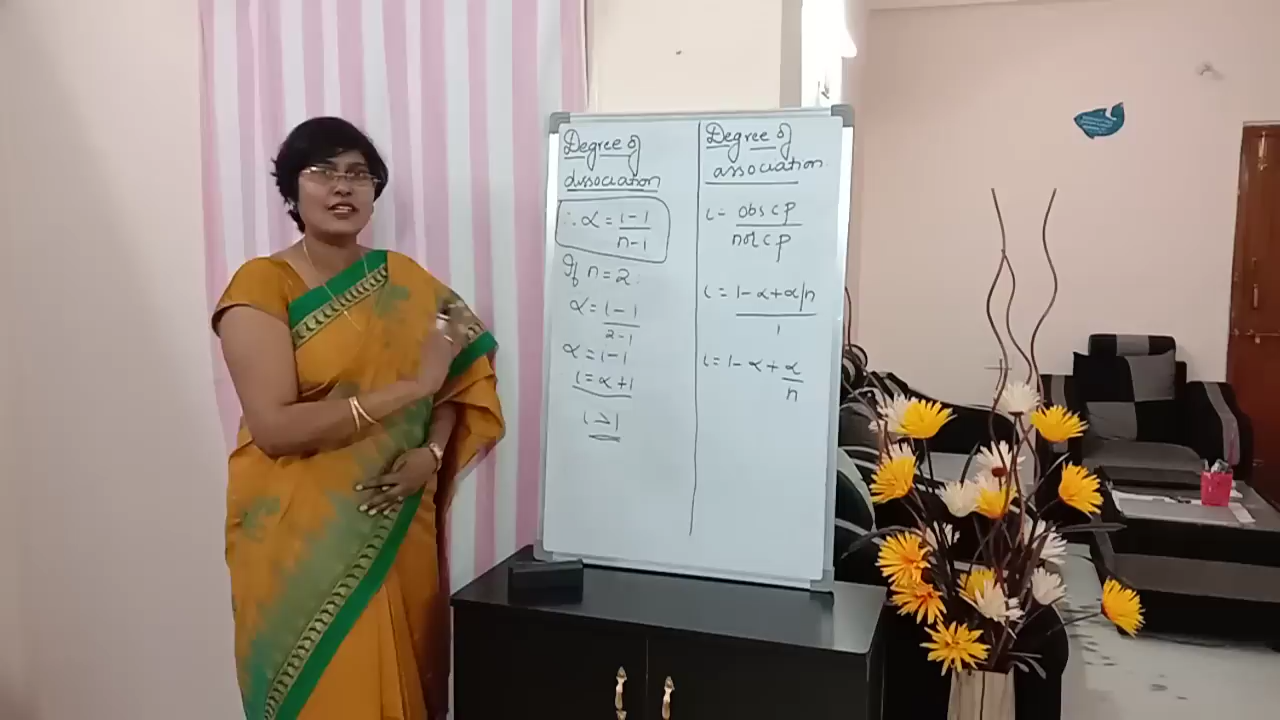 Degree of
dissociation
∴ α = i-1/n-1
If n=2:
α = i-1/2-1
α = i-1
i = α+1
i > 1
Degree of
association
i = obs cp/nor cp
i = 1-α+α/n/1
i = 1-α+α/n